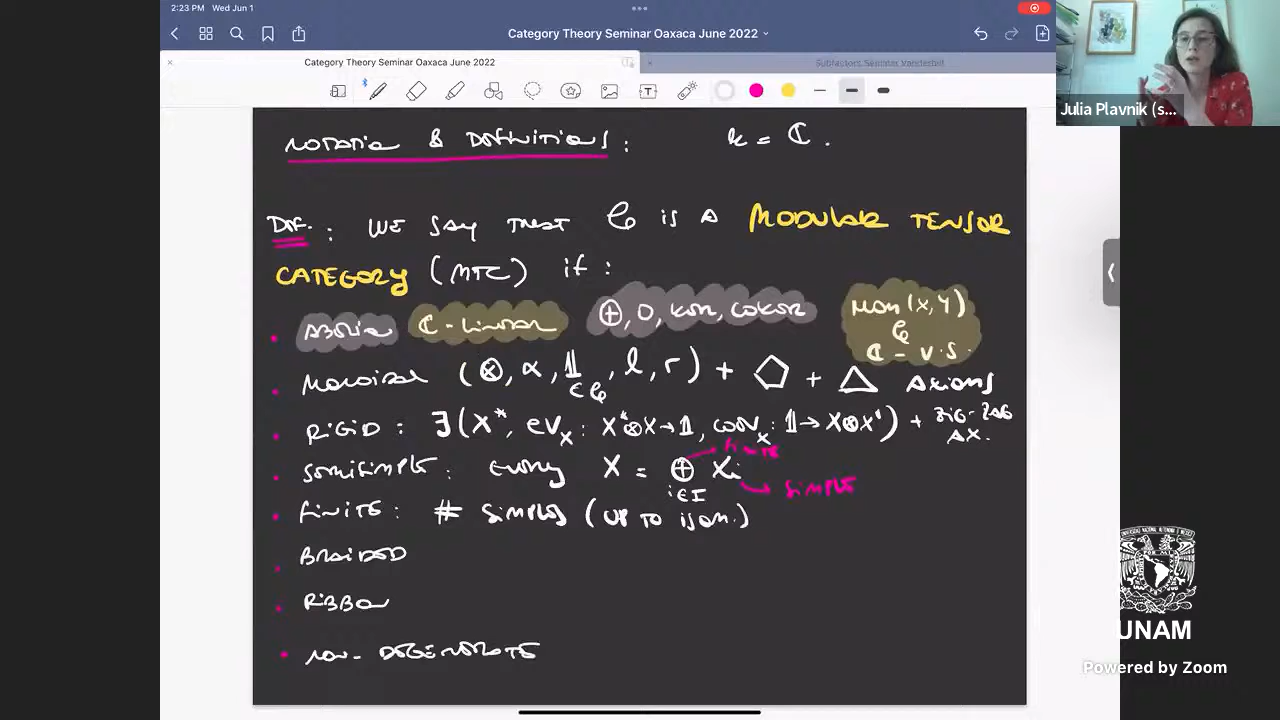 2:23 PM Wed Jun 1
Category Theory Seminar Oaxaca June 2022
Category Theory Seminar Oaxaca June 2022
Subfactors Seminar Vanderbilt
Julia Plavnik (s...
NOTATION & DEFINITIONS: k = ℂ.
DEF.: WE SAY THAT 𝒞 IS A MODULAR TENSOR
CATEGORY (MTC) if:
• ABELIAN ℂ-LINEAR ⊕, 0, KER, COKER HOM(X,Y)
𝒞
ℂ - V.S.
• MONOIDAL (⊗, α, 𝟙, l, r) + ⬠ + △ AXIOMS
∈ 𝒞
• RIGID: ∃(X*, ev_X: X*⊗X→𝟙, coev_X: 𝟙→X⊗X*) + ZIG-ZAG
AX.
• SEMISIMPLE: EVERY X = ⊕ Xi → FINITE
i∈I → SIMPLE
• FINITE: # SIMPLES (UP TO ISOM.)
• BRAIDED
• RIBBON
• NON-DEGENERATE
UNAM
Powered by Zoom